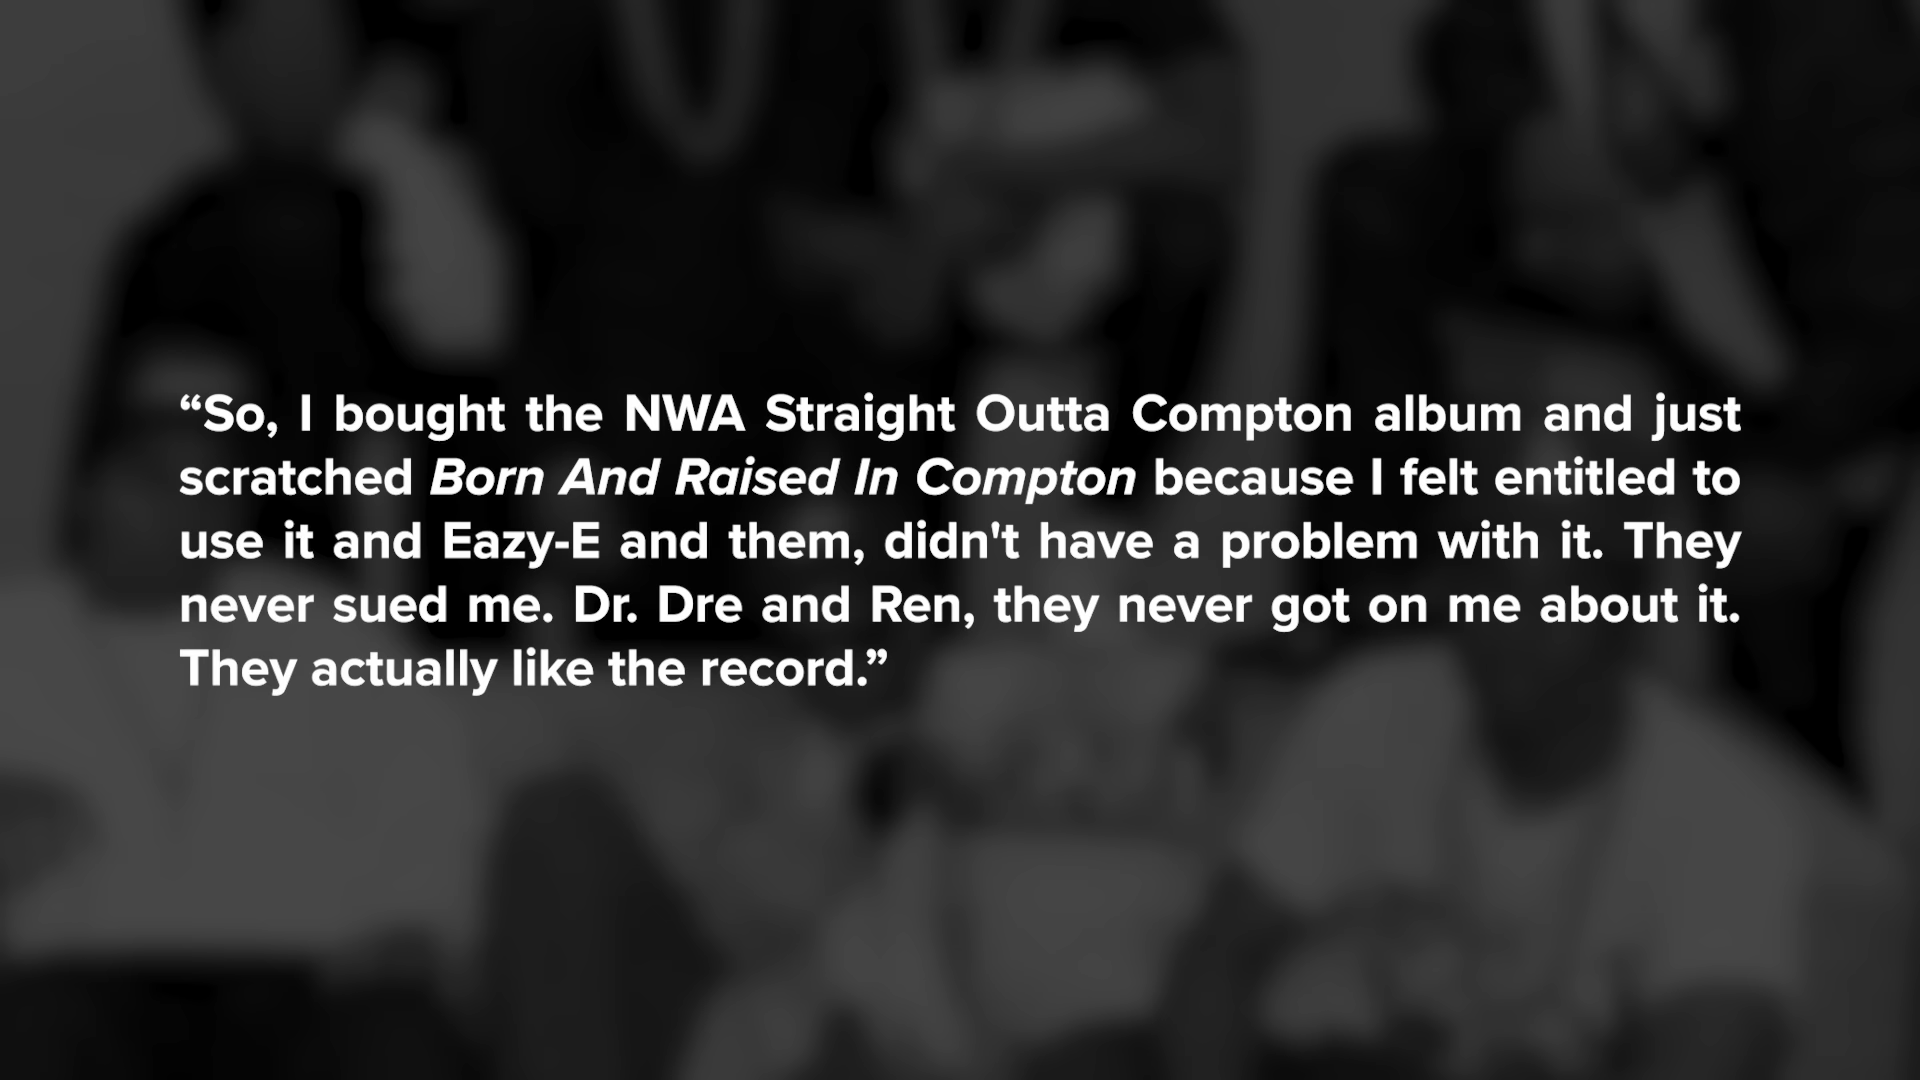 “So, I bought the NWA Straight Outta Compton album and just
scratched Born And Raised In Compton because I felt entitled to
use it and Eazy-E and them, didn't have a problem with it. They
never sued me. Dr. Dre and Ren, they never got on me about it.
They actually like the record.”